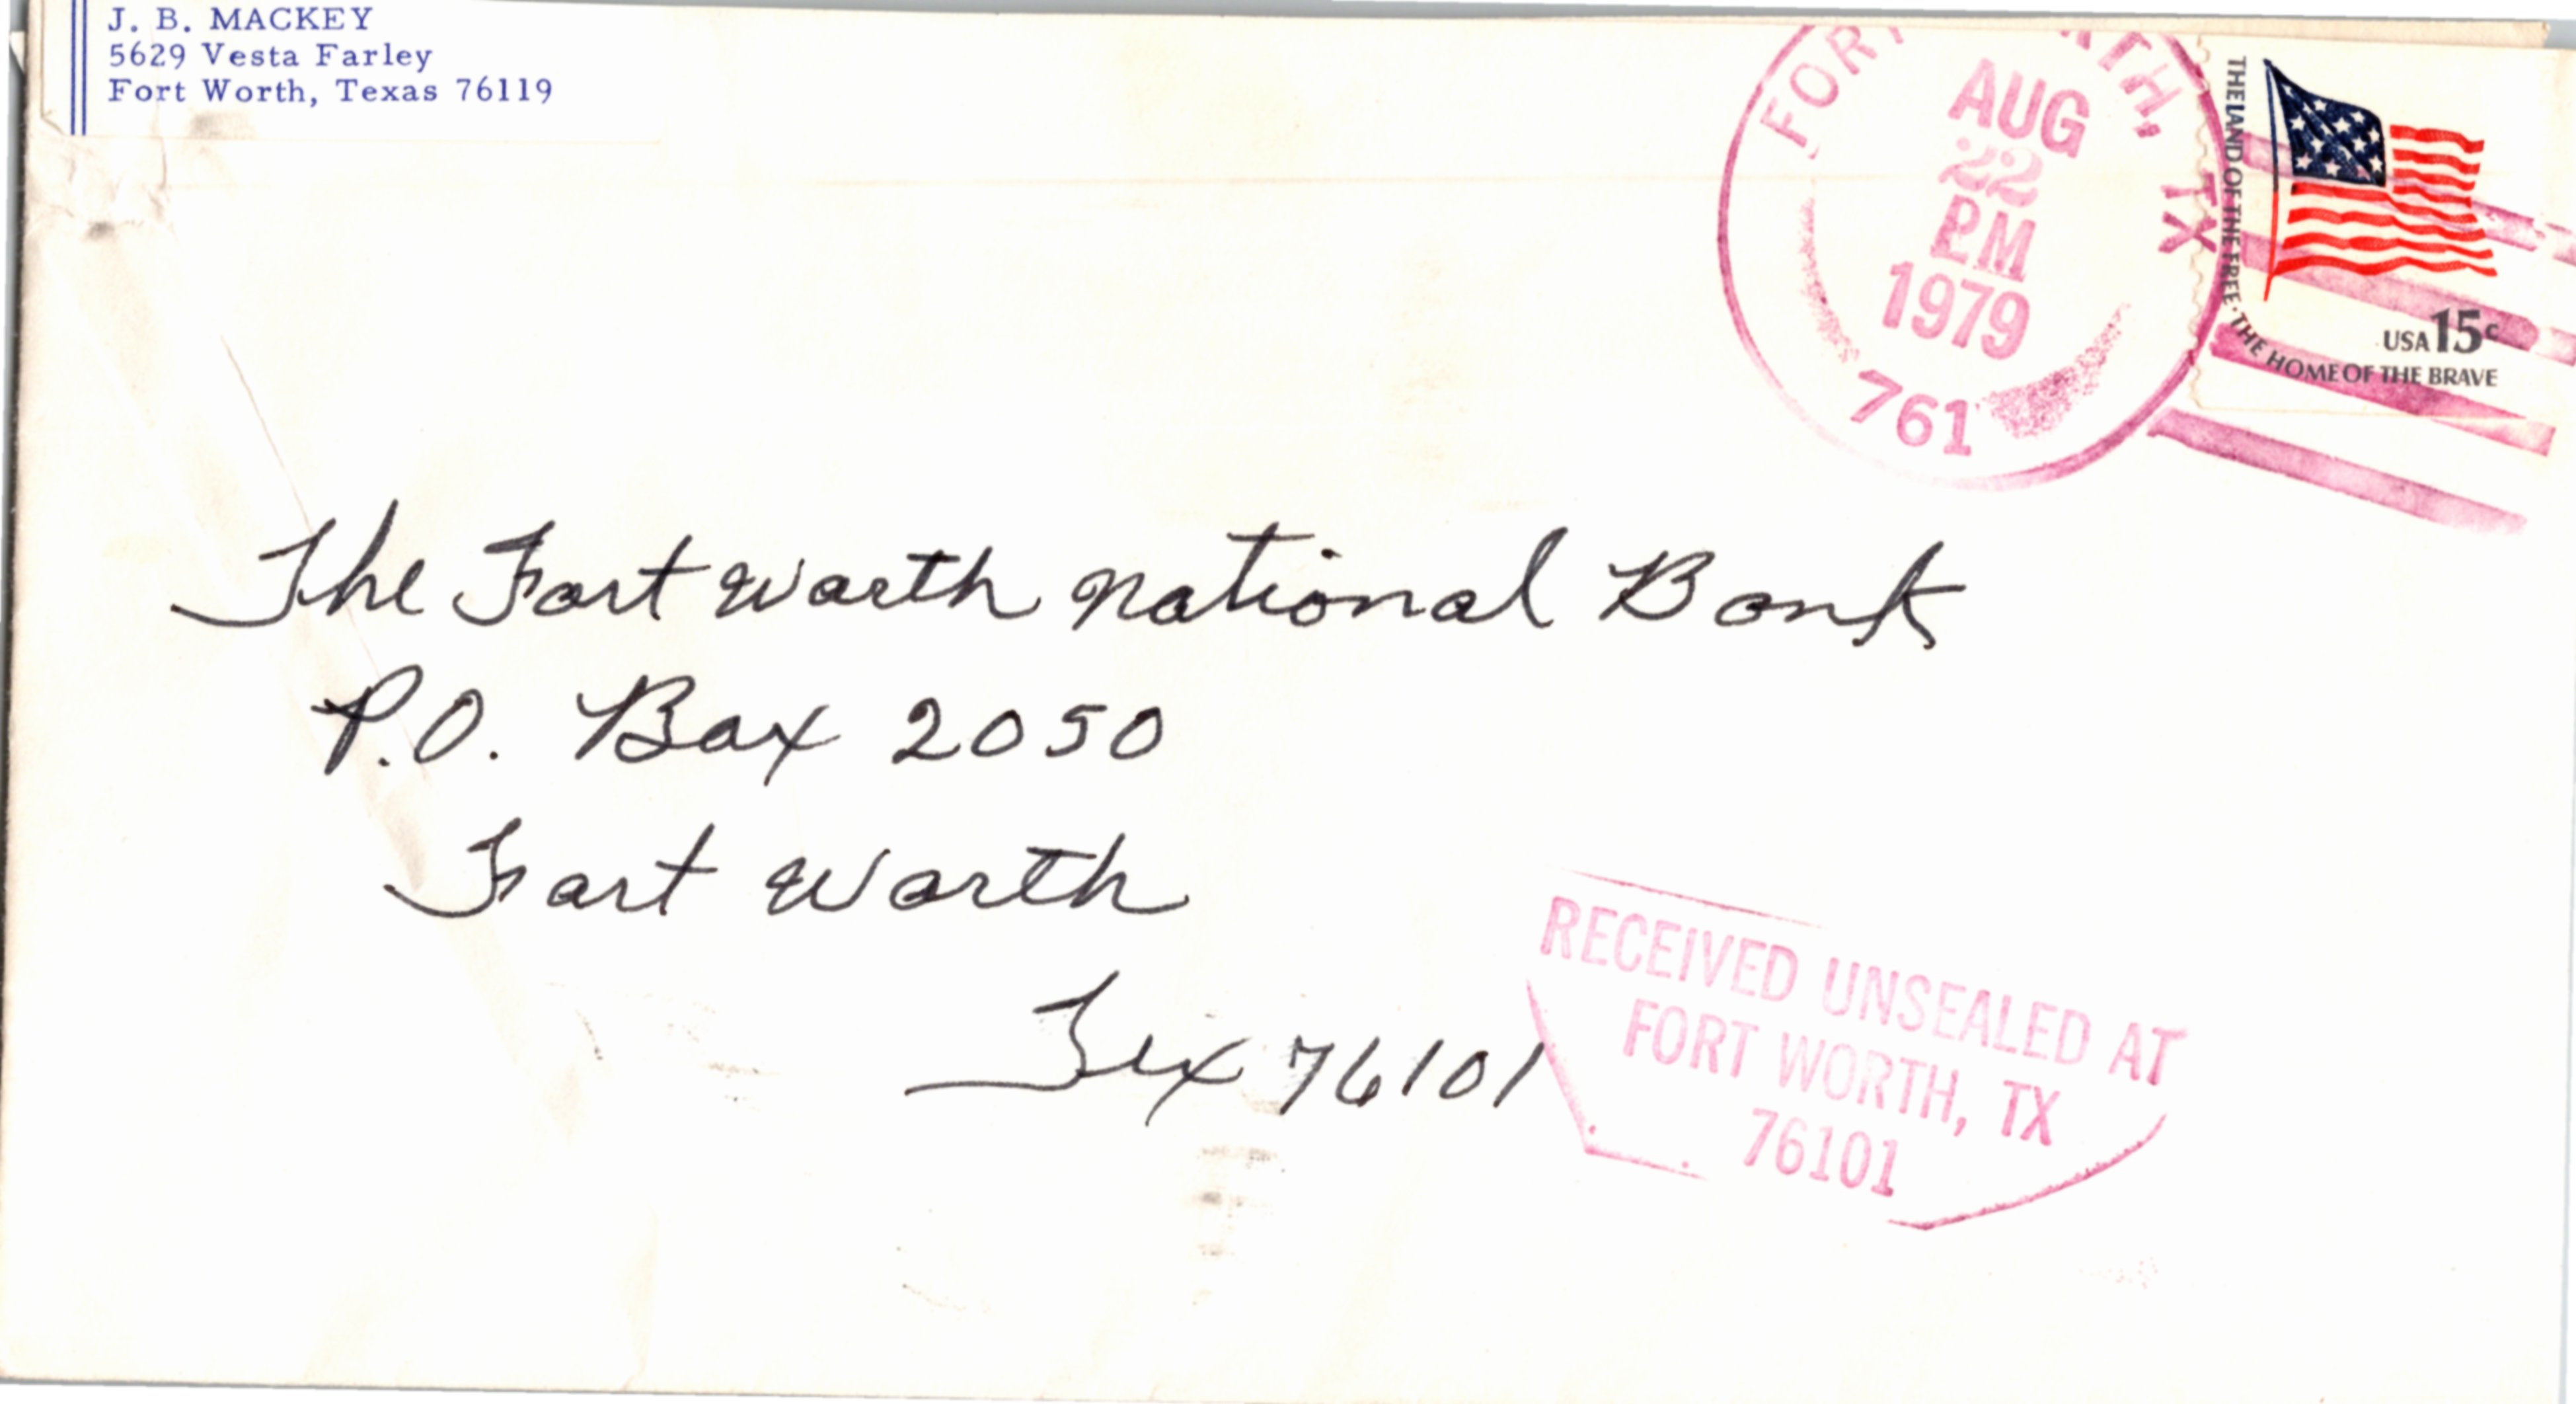 J. B. MACKEY
5629 Vesta Farley
Fort Worth, Texas 76119
FORT WORTH, TX
AUG
22
PM
1979
761
THE LAND OF THE FREE · THE HOME OF THE BRAVE
USA 15c
The Fort Worth National Bank
P.O. Box 2050
Fort Worth
Tex 76101
RECEIVED UNSEALED AT
FORT WORTH, TX
76101